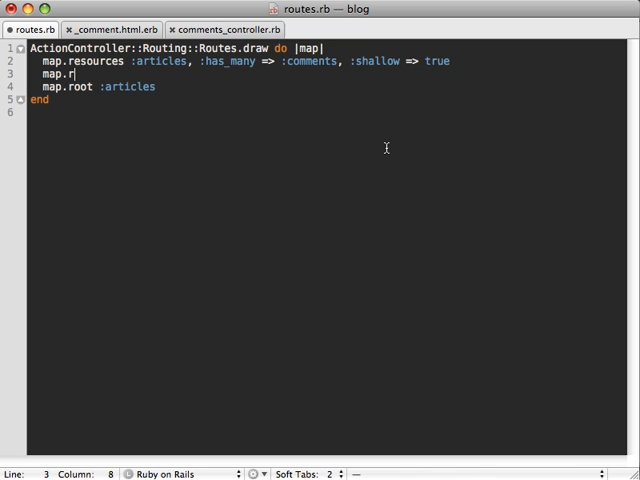 routes.rb — blog
routes.rb
_comment.html.erb
comments_controller.rb
1 ActionController::Routing::Routes.draw do |map|
2 map.resources :articles, :has_many => :comments, :shallow => true
3 map.r
4 map.root :articles
5 end
6
Line: 3 Column: 8 L Ruby on Rails Soft Tabs: 2 —